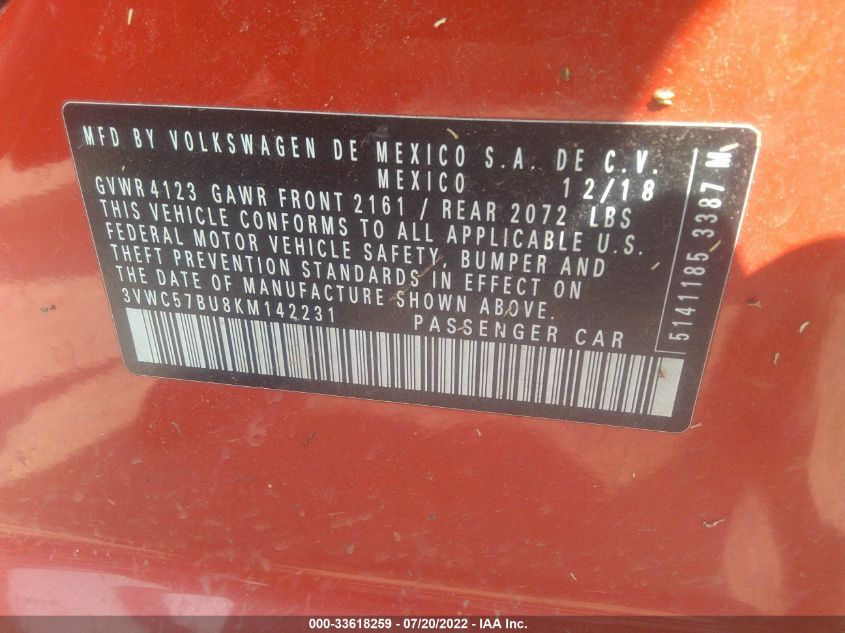 MFD BY VOLKSWAGEN DE MEXICO S.A. DE C.V.
MEXICO 12/18
GVWR 4123 GAWR FRONT 2161 / REAR 2072 LBS
THIS VEHICLE CONFORMS TO ALL APPLICABLE U.S.
FEDERAL MOTOR VEHICLE SAFETY, BUMPER AND
THEFT PREVENTION STANDARDS IN EFFECT ON
THE DATE OF MANUFACTURE SHOWN ABOVE.
3VWC57BU8KM142231 PASSENGER CAR
5141185 3387 M
000-33618259 - 07/20/2022 - IAA Inc.